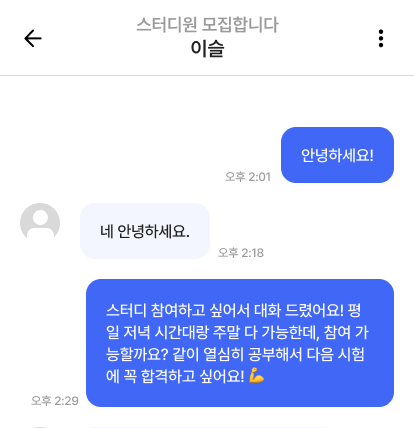 스터디원 모집합니다
이슬
안녕하세요!
오후 2:01
네 안녕하세요.
오후 2:18
스터디 참여하고 싶어서 대화 드렸어요! 평
일 저녁 시간대랑 주말 다 가능한데, 참여 가
능할까요? 같이 열심히 공부해서 다음 시험
에 꼭 합격하고 싶어요! 💪
오후 2:29